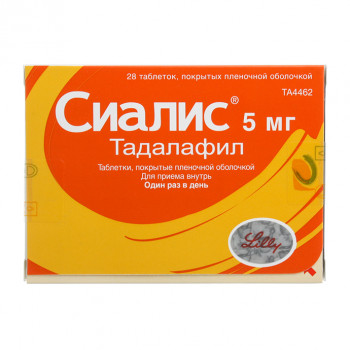 28 таблеток, покрытых пленочной оболочкой
TA4462
Сиалис® 5 мг
Тадалафил
Таблетки, покрытые пленочной оболочкой
Для приема внутрь
Один раз в день
Lilly